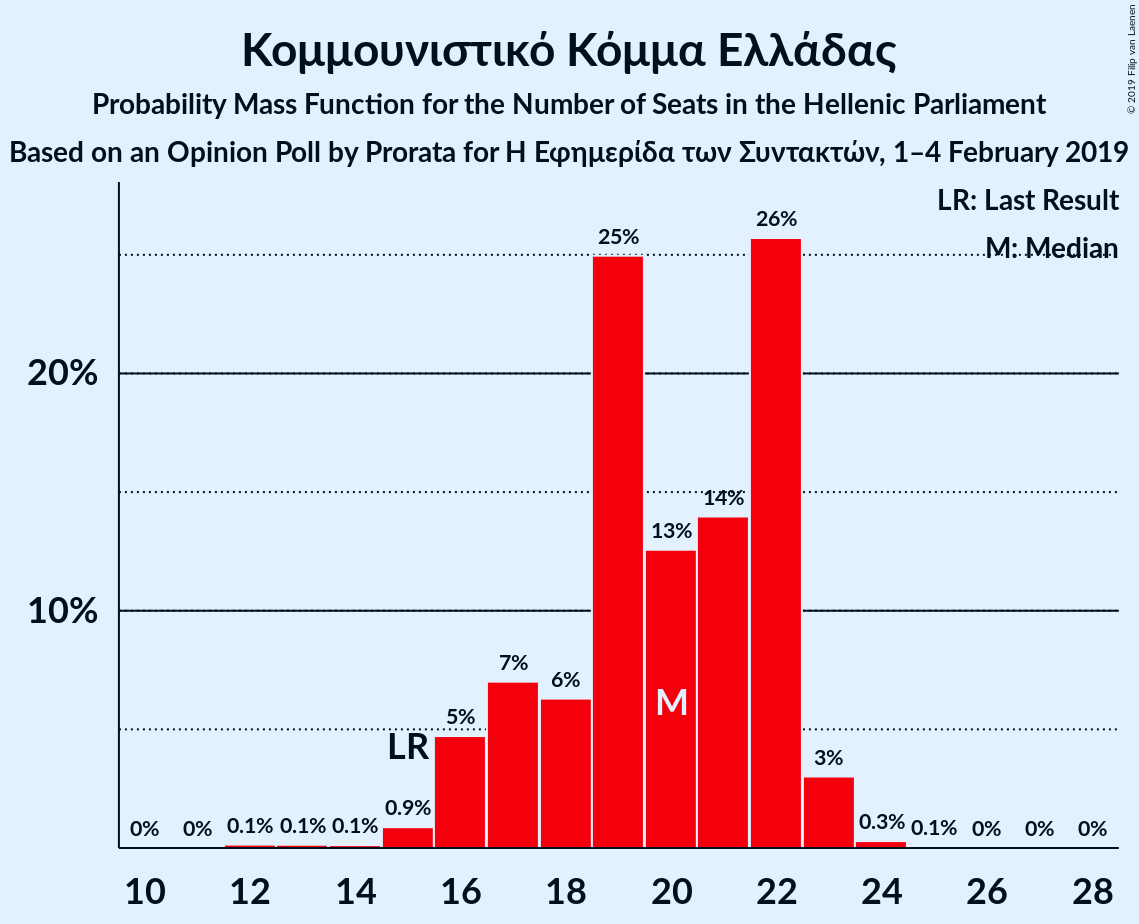 Κομμουνιστικό Κόμμα Ελλάδας
Probability Mass Function for the Number of Seats in the Hellenic Parliament
Based on an Opinion Poll by Prorata for Η Εφημερίδα των Συντακτών, 1–4 February 2019
© 2019 Filip van Laenen
LR: Last Result
M: Median
20%
10%
0%
0%
0.1%
0.1%
0.1%
0.9%
LR
5%
7%
6%
25%
13%
M
14%
26%
3%
0.3%
0.1%
0%
0%
0%
10 12 14 16 18 20 22 24 26 28